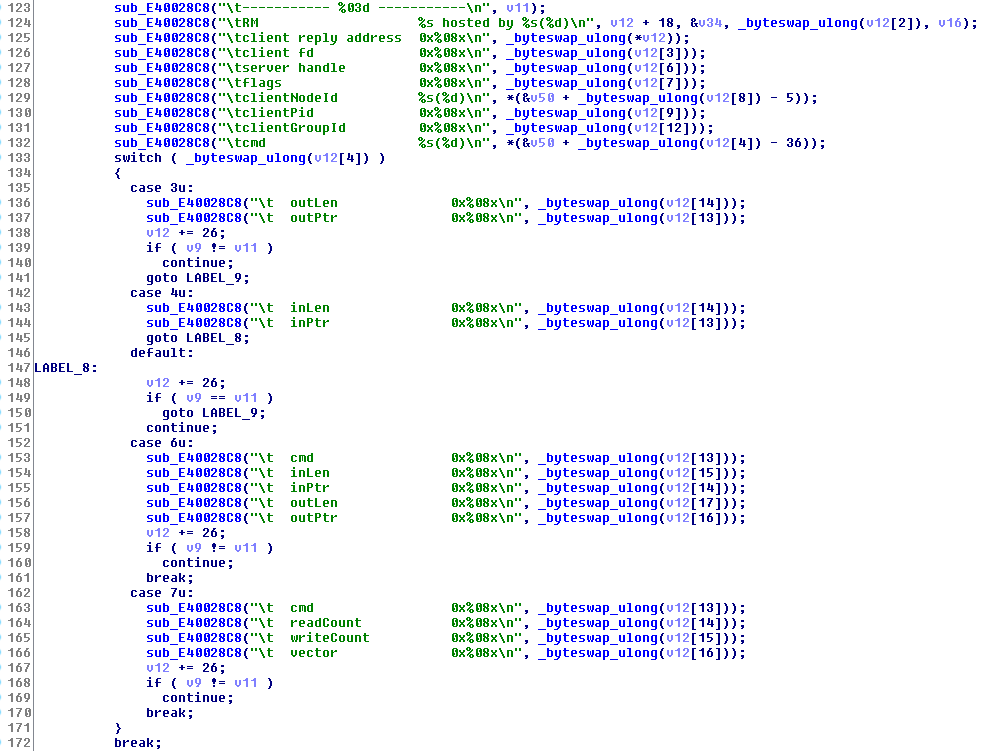 123 sub_E40028C8("\t----------- %03d -----------\n", v11);
124 sub_E40028C8("\tRM                    %s hosted by %s(%d)\n", v12 + 18, &v34, _byteswap_ulong(v12[2]), v16);
125 sub_E40028C8("\tclient reply address  0x%08x\n", _byteswap_ulong(*v12));
126 sub_E40028C8("\tclient fd             0x%08x\n", _byteswap_ulong(v12[3]));
127 sub_E40028C8("\tserver handle         0x%08x\n", _byteswap_ulong(v12[6]));
128 sub_E40028C8("\tflags                 0x%08x\n", _byteswap_ulong(v12[7]));
129 sub_E40028C8("\tclientNodeId          %s(%d)\n", *(&v50 + _byteswap_ulong(v12[8]) - 5));
130 sub_E40028C8("\tclientPid             0x%08x\n", _byteswap_ulong(v12[9]));
131 sub_E40028C8("\tclientGroupId         0x%08x\n", _byteswap_ulong(v12[12]));
132 sub_E40028C8("\tcmd                   %s(%d)\n", *(&v50 + _byteswap_ulong(v12[4]) - 36));
133 switch ( _byteswap_ulong(v12[4]) )
134 {
135 case 3u:
136 sub_E40028C8("\t  outLen              0x%08x\n", _byteswap_ulong(v12[14]));
137 sub_E40028C8("\t  outPtr              0x%08x\n", _byteswap_ulong(v12[13]));
138 v12 += 26;
139 if ( v9 != v11 )
140 continue;
141 goto LABEL_9;
142 case 4u:
143 sub_E40028C8("\t  inLen               0x%08x\n", _byteswap_ulong(v12[14]));
144 sub_E40028C8("\t  inPtr               0x%08x\n", _byteswap_ulong(v12[13]));
145 goto LABEL_8;
146 default:
147 LABEL_8:
148 v12 += 26;
149 if ( v9 == v11 )
150 goto LABEL_9;
151 continue;
152 case 6u:
153 sub_E40028C8("\t  cmd                 0x%08x\n", _byteswap_ulong(v12[13]));
154 sub_E40028C8("\t  inLen               0x%08x\n", _byteswap_ulong(v12[15]));
155 sub_E40028C8("\t  inPtr               0x%08x\n", _byteswap_ulong(v12[14]));
156 sub_E40028C8("\t  outLen              0x%08x\n", _byteswap_ulong(v12[17]));
157 sub_E40028C8("\t  outPtr              0x%08x\n", _byteswap_ulong(v12[16]));
158 v12 += 26;
159 if ( v9 != v11 )
160 continue;
161 break;
162 case 7u:
163 sub_E40028C8("\t  cmd                 0x%08x\n", _byteswap_ulong(v12[13]));
164 sub_E40028C8("\t  readCount           0x%08x\n", _byteswap_ulong(v12[14]));
165 sub_E40028C8("\t  writeCount          0x%08x\n", _byteswap_ulong(v12[15]));
166 sub_E40028C8("\t  vector              0x%08x\n", _byteswap_ulong(v12[16]));
167 v12 += 26;
168 if ( v9 != v11 )
169 continue;
170 break;
171 }
172 break;